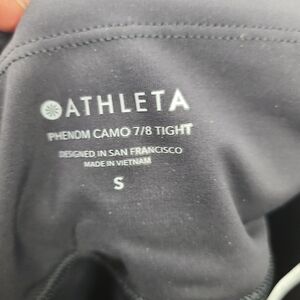 ATHLETA
PHENOM CAMO 7/8 TIGHT
DESIGNED IN SAN FRANCISCO
MADE IN VIETNAM
S